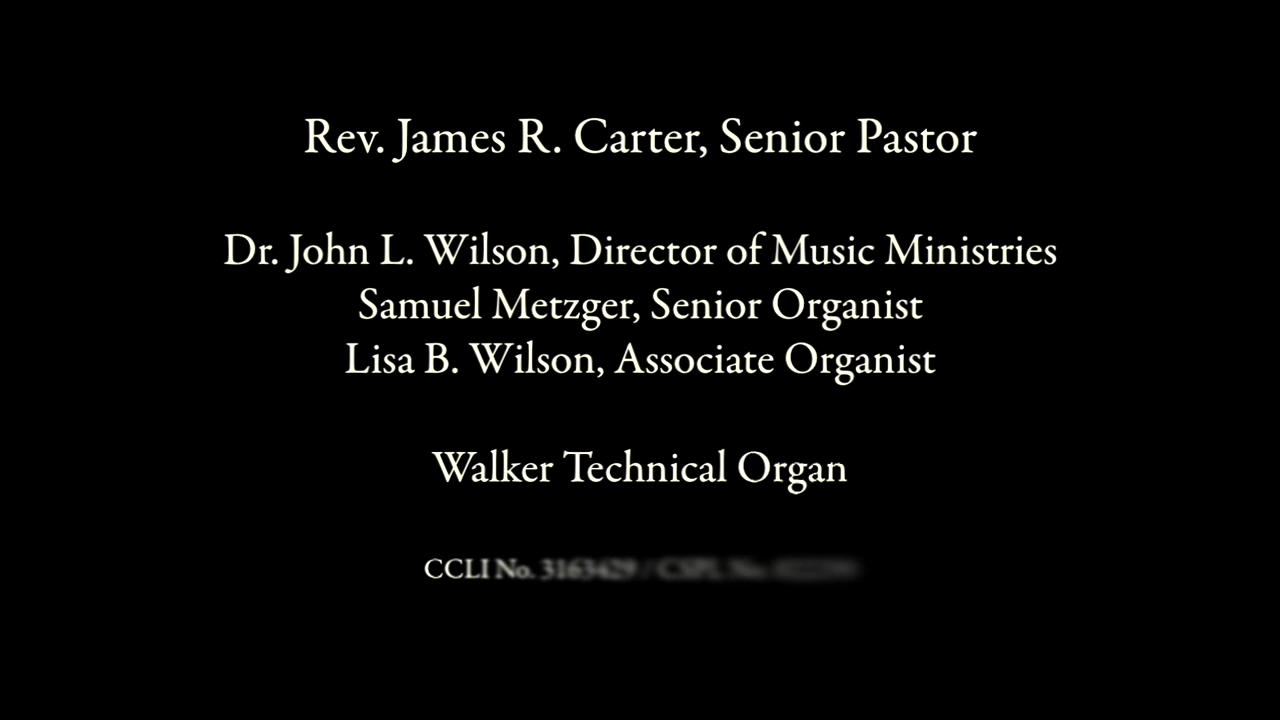 Rev. James R. Carter, Senior Pastor
Dr. John L. Wilson, Director of Music Ministries
Samuel Metzger, Senior Organist
Lisa B. Wilson, Associate Organist
Walker Technical Organ
CCLI No.